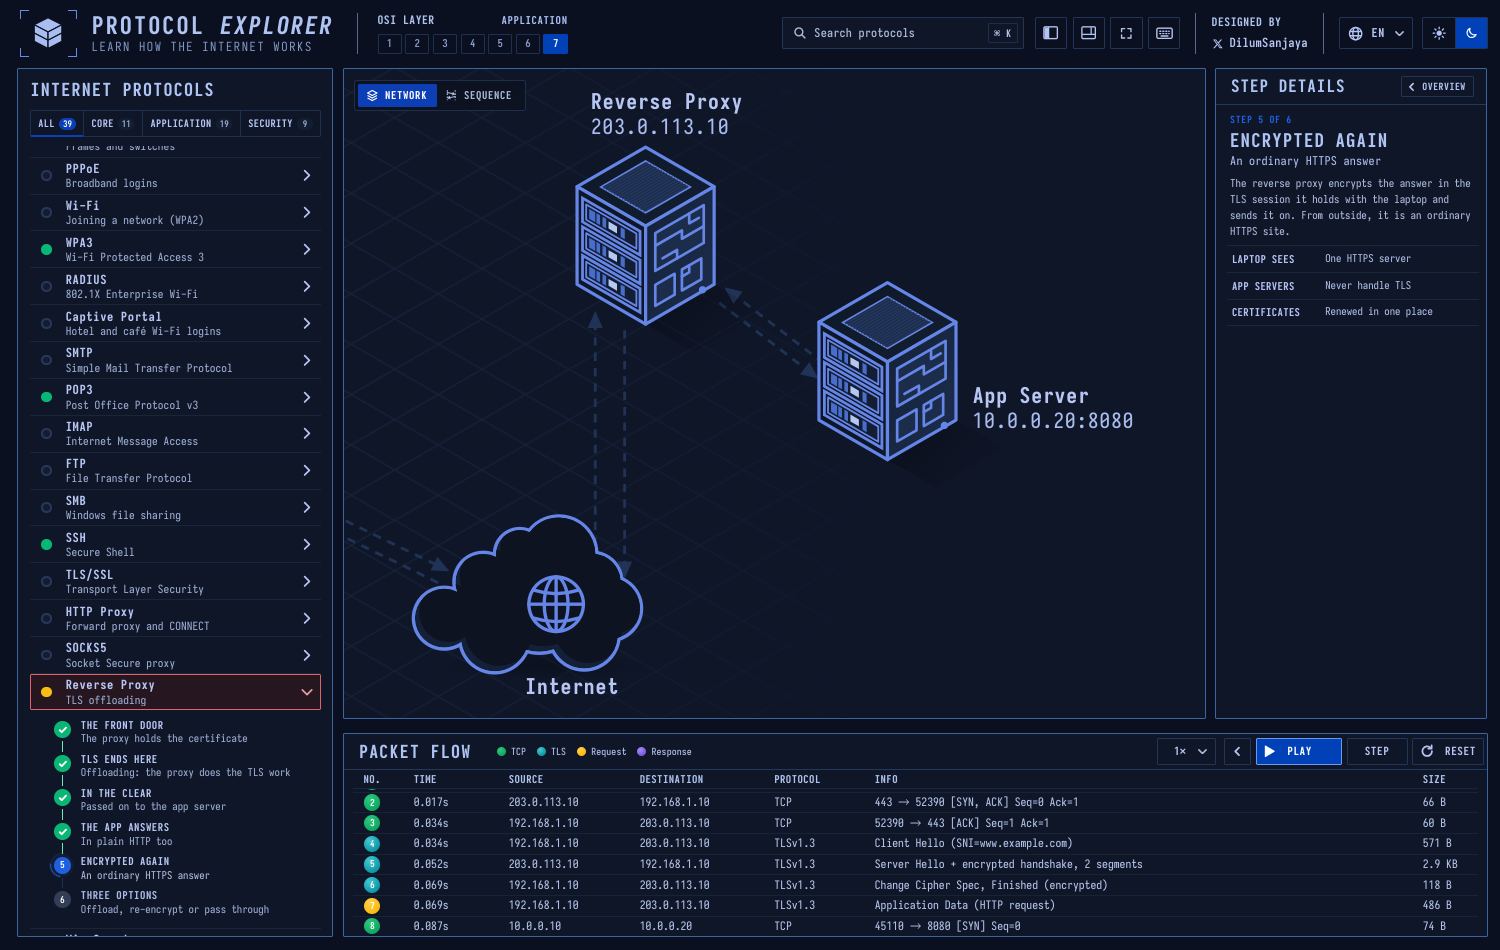 PROTOCOL EXPLORER
LEARN HOW THE INTERNET WORKS
OSI LAYER APPLICATION
1 2 3 4 5 6 7
Search protocols ⌘ K
DESIGNED BY
DilumSanjaya
EN
INTERNET PROTOCOLS
ALL 39 CORE 11 APPLICATION 19 SECURITY 9
Frames and switches
PPPoE
Broadband logins
Wi-Fi
Joining a network (WPA2)
WPA3
Wi-Fi Protected Access 3
RADIUS
802.1X Enterprise Wi-Fi
Captive Portal
Hotel and café Wi-Fi logins
SMTP
Simple Mail Transfer Protocol
POP3
Post Office Protocol v3
IMAP
Internet Message Access
FTP
File Transfer Protocol
SMB
Windows file sharing
SSH
Secure Shell
TLS/SSL
Transport Layer Security
HTTP Proxy
Forward proxy and CONNECT
SOCKS5
Socket Secure proxy
Reverse Proxy
TLS offloading
THE FRONT DOOR
The proxy holds the certificate
TLS ENDS HERE
Offloading: the proxy does the TLS work
IN THE CLEAR
Passed on to the app server
THE APP ANSWERS
In plain HTTP too
5 ENCRYPTED AGAIN
An ordinary HTTPS answer
6 THREE OPTIONS
Offload, re-encrypt or pass through
NETWORK SEQUENCE
Reverse Proxy
203.0.113.10
App Server
10.0.0.20:8080
Internet
STEP DETAILS OVERVIEW
STEP 5 OF 6
ENCRYPTED AGAIN
An ordinary HTTPS answer
The reverse proxy encrypts the answer in the
TLS session it holds with the laptop and
sends it on. From outside, it is an ordinary
HTTPS site.
LAPTOP SEES One HTTPS server
APP SERVERS Never handle TLS
CERTIFICATES Renewed in one place
PACKET FLOW TCP TLS Request Response 1× PLAY STEP RESET
NO. TIME SOURCE DESTINATION PROTOCOL INFO SIZE
2 0.017s 203.0.113.10 192.168.1.10 TCP 443 → 52390 [SYN, ACK] Seq=0 Ack=1 66 B
3 0.034s 192.168.1.10 203.0.113.10 TCP 52390 → 443 [ACK] Seq=1 Ack=1 60 B
4 0.034s 192.168.1.10 203.0.113.10 TLSv1.3 Client Hello (SNI=www.example.com) 571 B
5 0.052s 203.0.113.10 192.168.1.10 TLSv1.3 Server Hello + encrypted handshake, 2 segments 2.9 KB
6 0.069s 192.168.1.10 203.0.113.10 TLSv1.3 Change Cipher Spec, Finished (encrypted) 118 B
7 0.069s 192.168.1.10 203.0.113.10 TLSv1.3 Application Data (HTTP request) 486 B
8 0.087s 10.0.0.10 10.0.0.20 TCP 45110 → 8080 [SYN] Seq=0 74 B